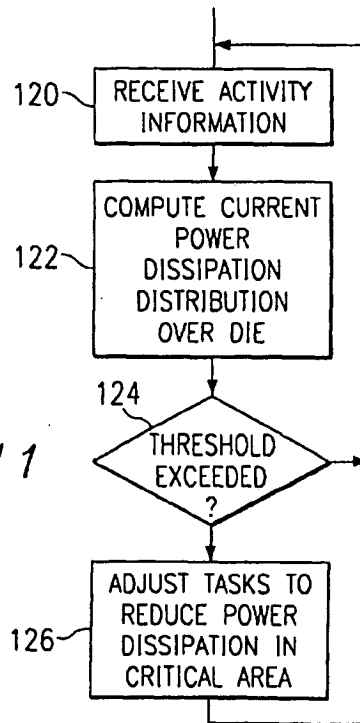 120
RECEIVE ACTIVITY
INFORMATION
122
COMPUTE CURRENT
POWER
DISSIPATION
DISTRIBUTION
OVER DIE
124
THRESHOLD
EXCEEDED
?
1
126
ADJUST TASKS TO
REDUCE POWER
DISSIPATION IN
CRITICAL AREA